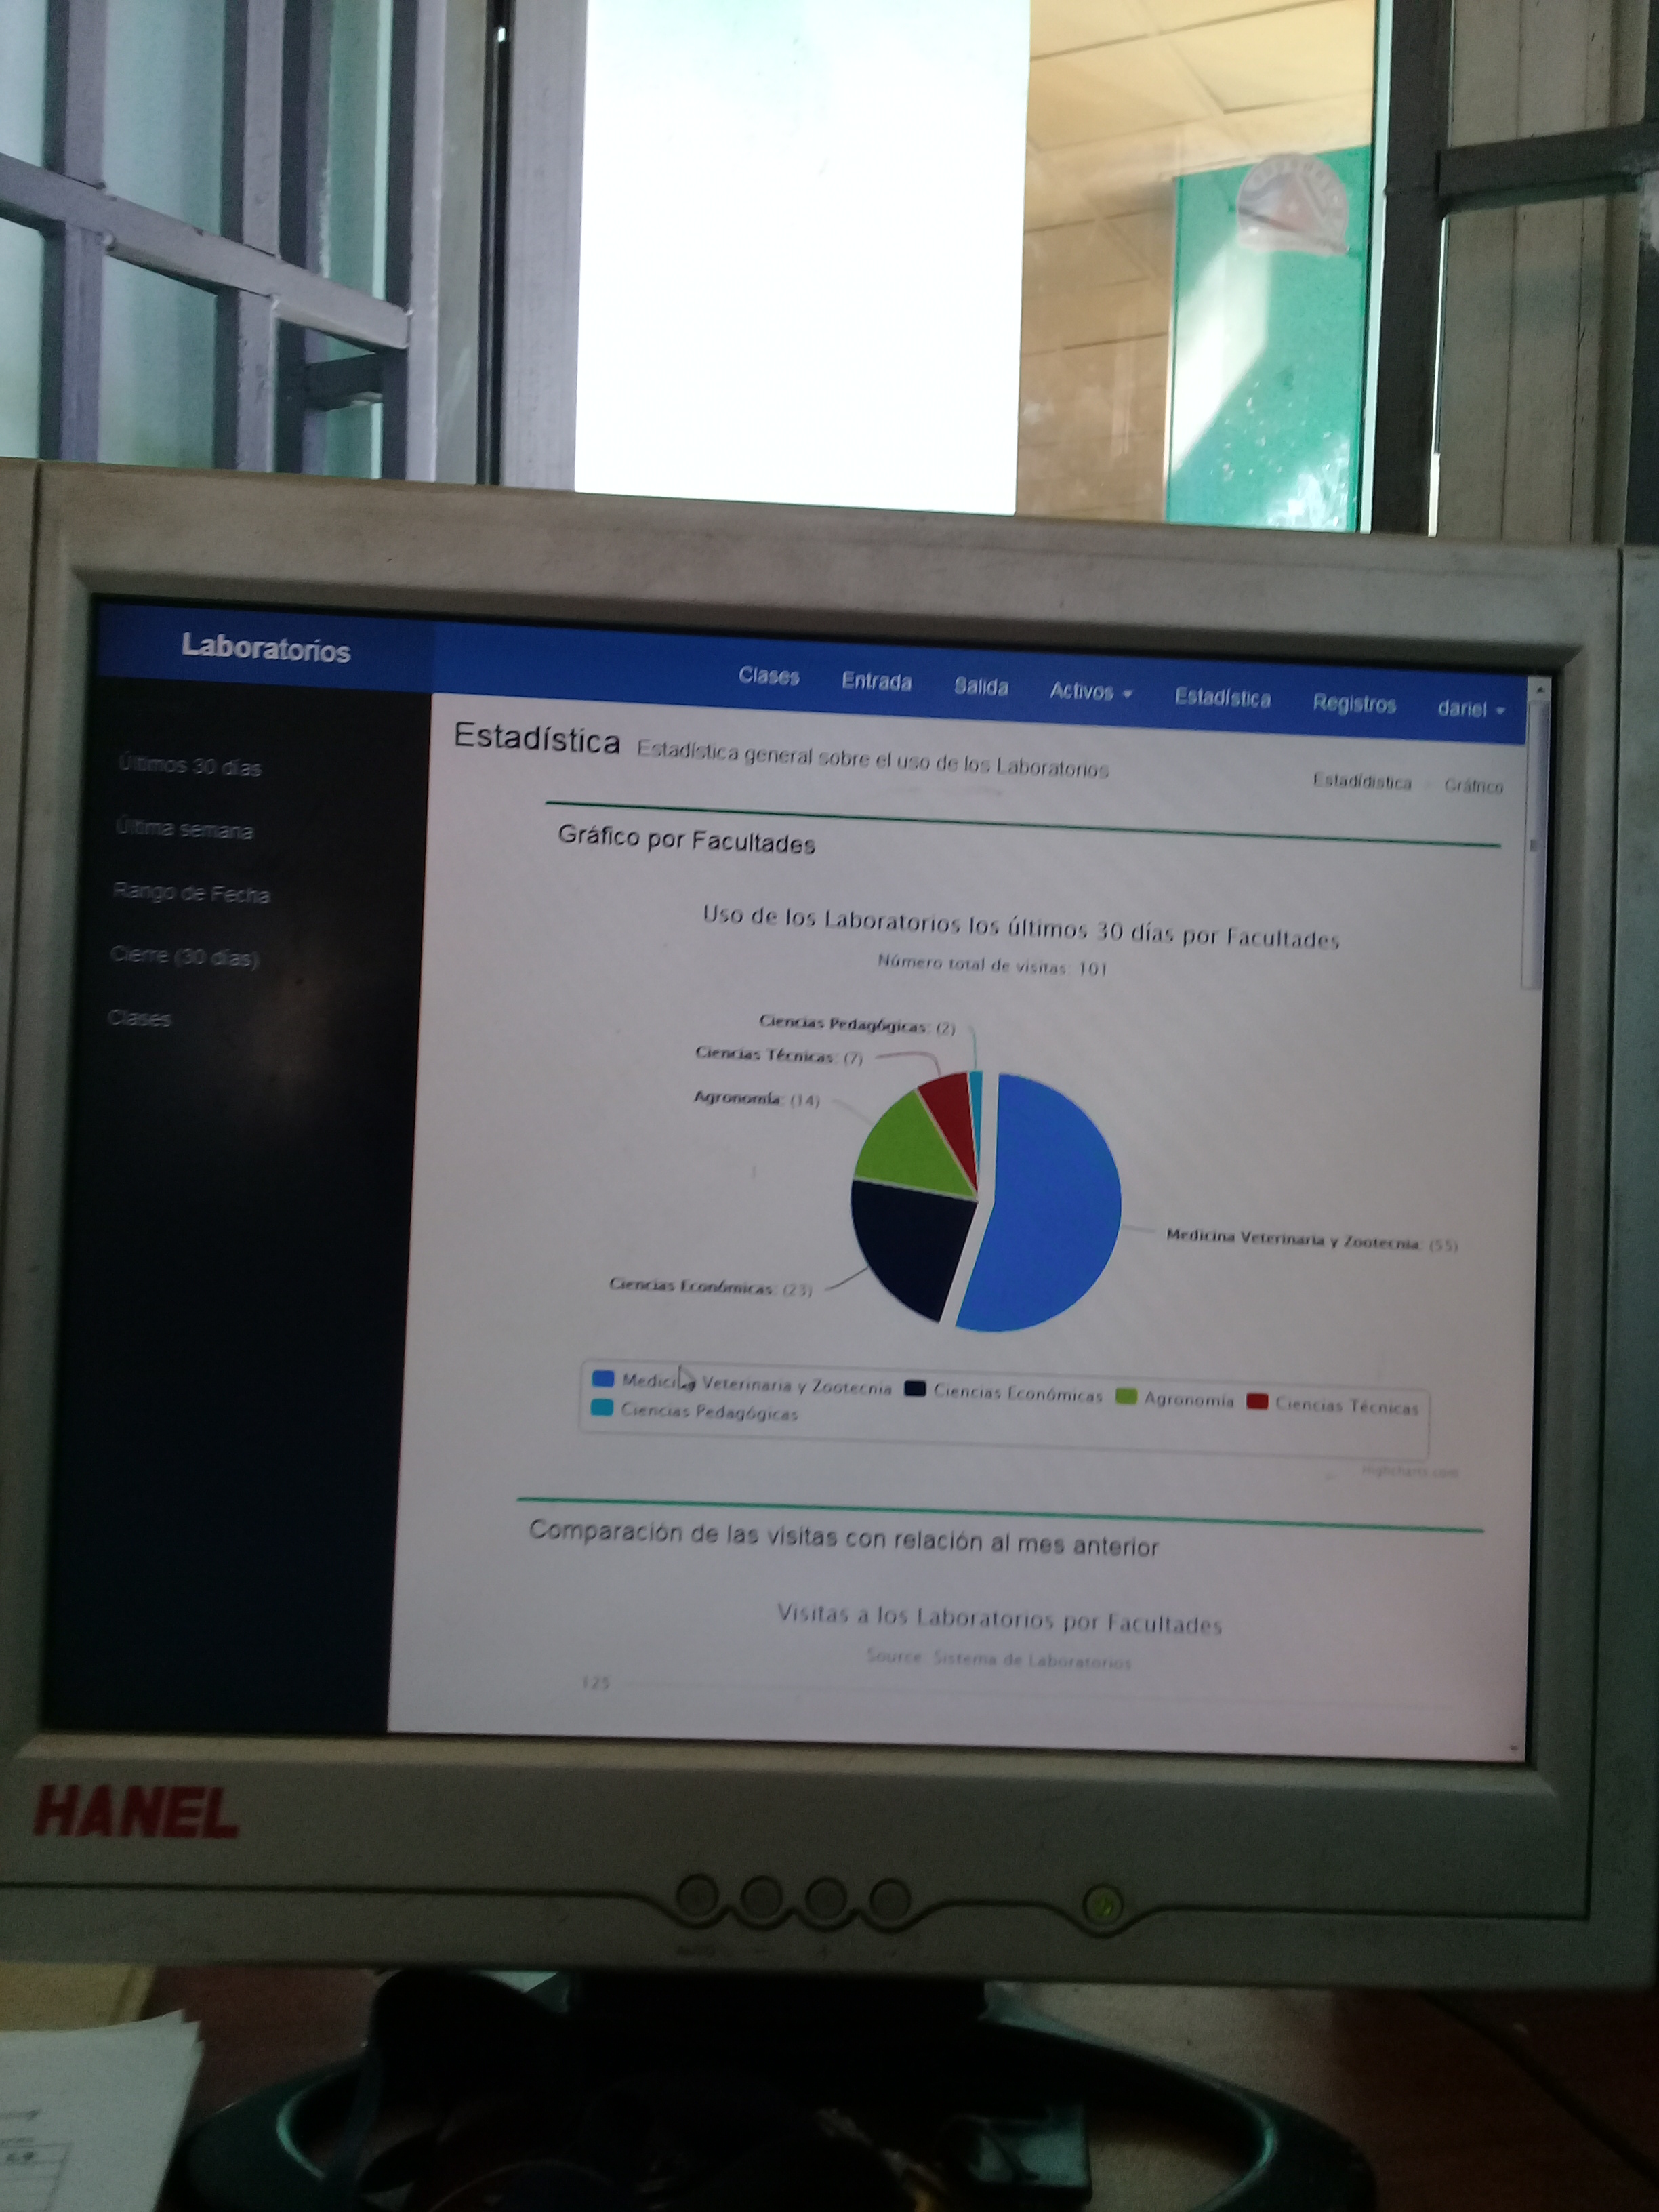 Laboratorios
Clases Entrada Salida Activos Estadística Registros dariel
Últimos 30 días
Última semana
Rango de Fecha
Cierre (30 días)
Clases
Estadística Estadística general sobre el uso de los Laboratorios
Estadídistica Gráfico
Gráfico por Facultades
Uso de los Laboratorios los últimos 30 días por Facultades
Número total de visitas: 101
Ciencias Pedagógicas: (2)
Ciencias Técnicas: (7)
Agronomía: (14)
Medicina Veterinaria y Zootecnia: (55)
Ciencias Económicas: (23)
Medicina Veterinaria y Zootecnia Ciencias Económicas Agronomía Ciencias Técnicas
Ciencias Pedagógicas
Highcharts.com
Comparación de las visitas con relación al mes anterior
Visitas a los Laboratorios por Facultades
Source: Sistema de Laboratorios
125
HANEL